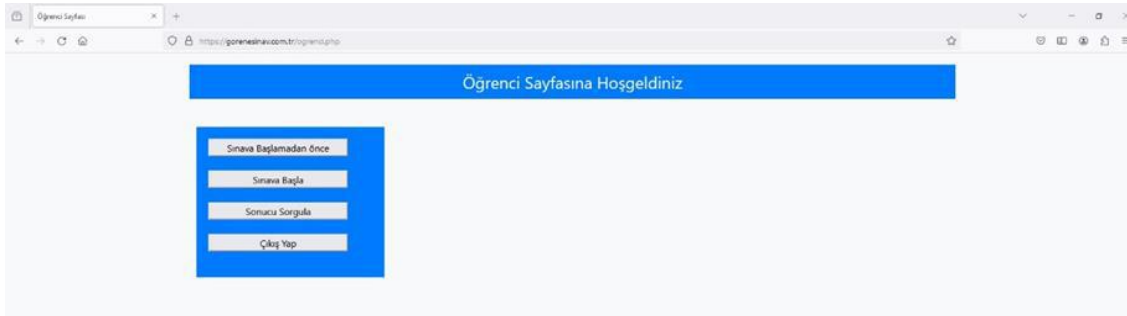 Öğrenci Sayfası
https://gorenesinav.com.tr/ogrenci.php
Öğrenci Sayfasına Hoşgeldiniz
Sınava Başlamadan önce
Sınava Başla
Sonucu Sorgula
Çıkış Yap